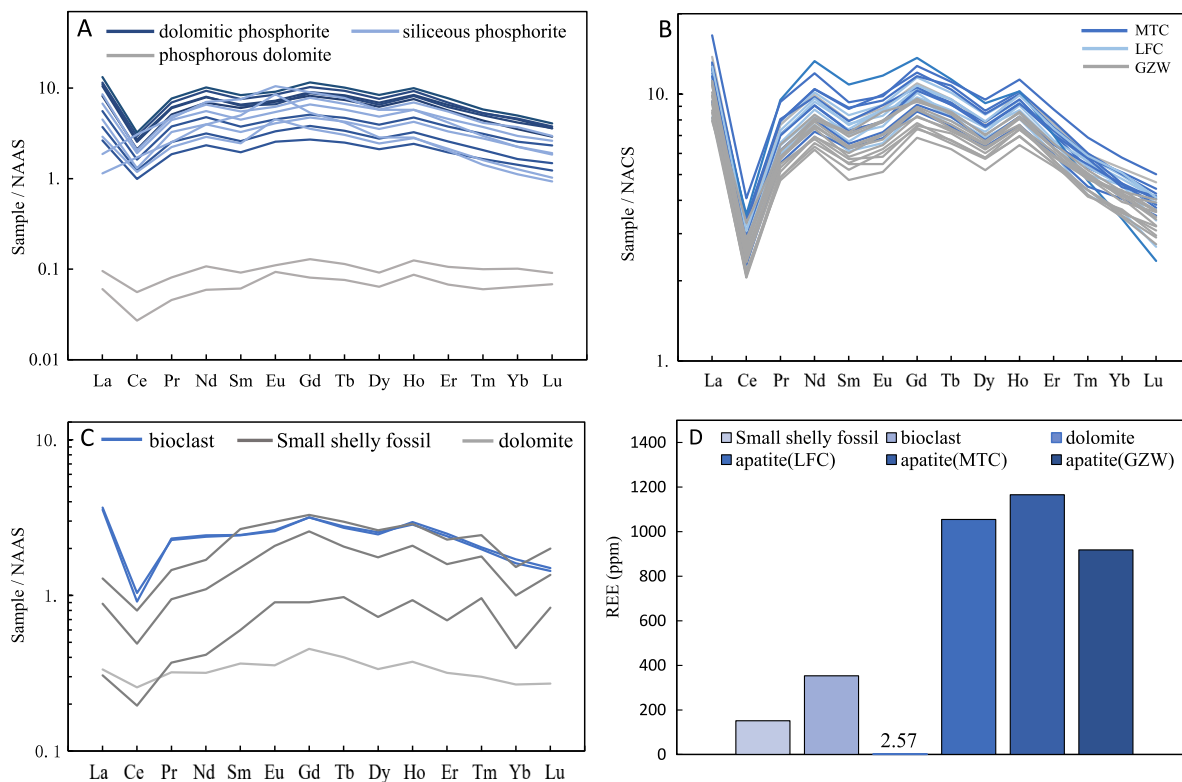 A
dolomitic phosphorite
siliceous phosphorite
phosphorous dolomite
10.
1.
0.1
0.01
Sample / NAAS
La Ce Pr Nd Sm Eu Gd Tb Dy Ho Er Tm Yb Lu
B
MTC
LFC
GZW
10.
1.
Sample / NACS
La Ce Pr Nd Sm Eu Gd Tb Dy Ho Er Tm Yb Lu
C
bioclast
Small shelly fossil
dolomite
10.
1.0
0. 1
Sample / NAAS
La Ce Pr Nd Sm Eu Gd Tb Dy Ho Er Tm Yb Lu
D
Small shelly fossil
bioclast
dolomite
apatite(LFC)
apatite(MTC)
apatite(GZW)
1400
1200
1000
800
600
400
200
0
REE (ppm)
2.57